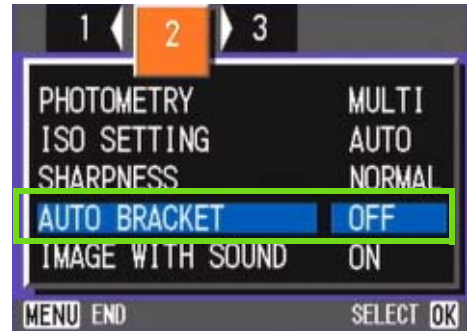 1 2 3
PHOTOMETRY MULTI
ISO SETTING AUTO
SHARPNESS NORMAL
AUTO BRACKET OFF
IMAGE WITH SOUND ON
MENU END SELECT OK